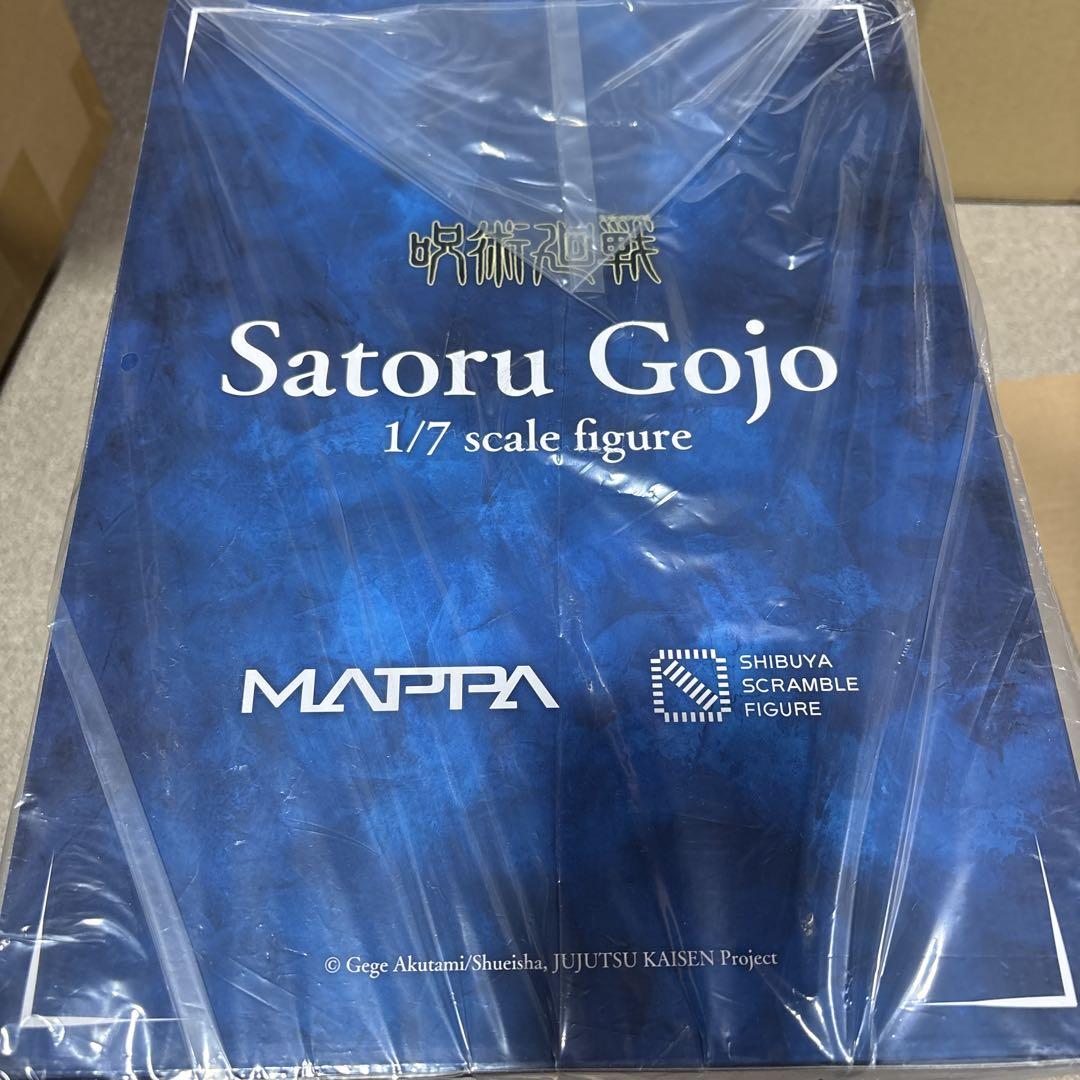 呪術廻戦
Satoru Gojo
1/7 scale figure
MAPPA
SHIBUYA
SCRAMBLE
FIGURE
© Gege Akutami/Shueisha, JUJUTSU KAISEN Project